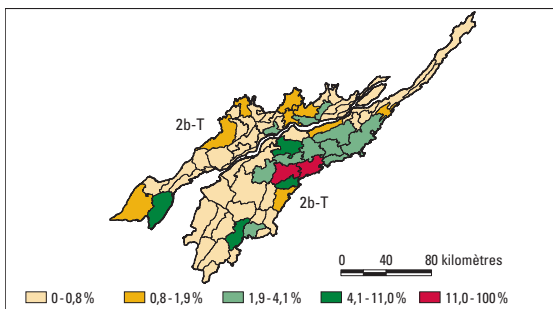 2b-T
2b-T
0 40 80 kilomètres
0 - 0,8 % 0,8 - 1,9 % 1,9 - 4,1 % 4,1 - 11,0 % 11,0 - 100 %